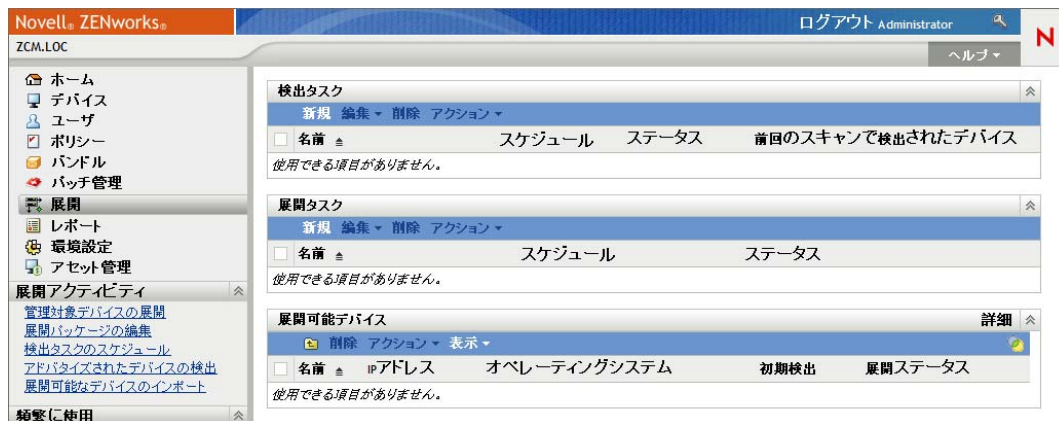 Novell® ZENworks®
ログアウト Administrator
N
ZCM.LOC
ヘルプ
ホーム
デバイス
ユーザ
ポリシー
バンドル
パッチ管理
展開
レポート
環境設定
アセット管理
展開アクティビティ
管理対象デバイスの展開
展開パッケージの編集
検出タスクのスケジュール
アドバタイズされたデバイスの検出
展開可能なデバイスのインポート
頻繁に使用
検出タスク
新規 編集 削除 アクション
名前 スケジュール ステータス 前回のスキャンで検出されたデバイス
使用できる項目がありません。
展開タスク
新規 編集 削除 アクション
名前 スケジュール ステータス
使用できる項目がありません。
展開可能デバイス 詳細
削除 アクション 表示
名前 IPアドレス オペレーティングシステム 初期検出 展開ステータス
使用できる項目がありません。